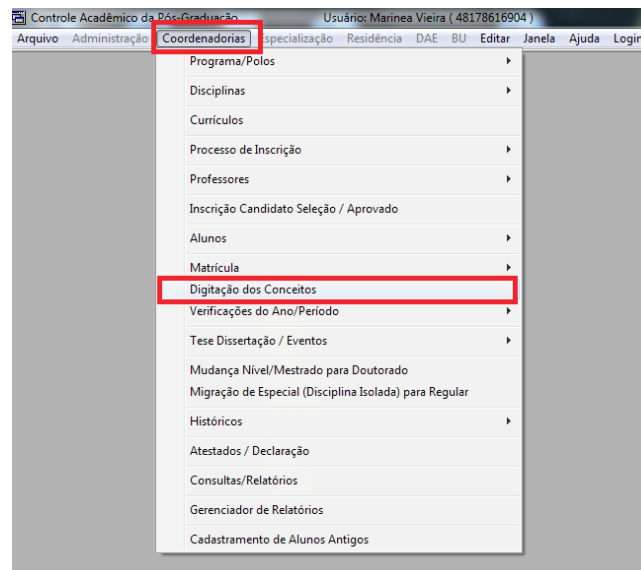 Controle Acadêmico da Pós-Graduação Usuário: Marinea Vieira ( 48178616904 )
Arquivo Administração Coordenadorias Especialização Residência DAE BU Editar Janela Ajuda Login
Programa/Polos
Disciplinas
Currículos
Processo de Inscrição
Professores
Inscrição Candidato Seleção / Aprovado
Alunos
Matrícula
Digitação dos Conceitos
Verificações do Ano/Período
Tese Dissertação / Eventos
Mudança Nível/Mestrado para Doutorado
Migração de Especial (Disciplina Isolada) para Regular
Históricos
Atestados / Declaração
Consultas/Relatórios
Gerenciador de Relatórios
Cadastramento de Alunos Antigos